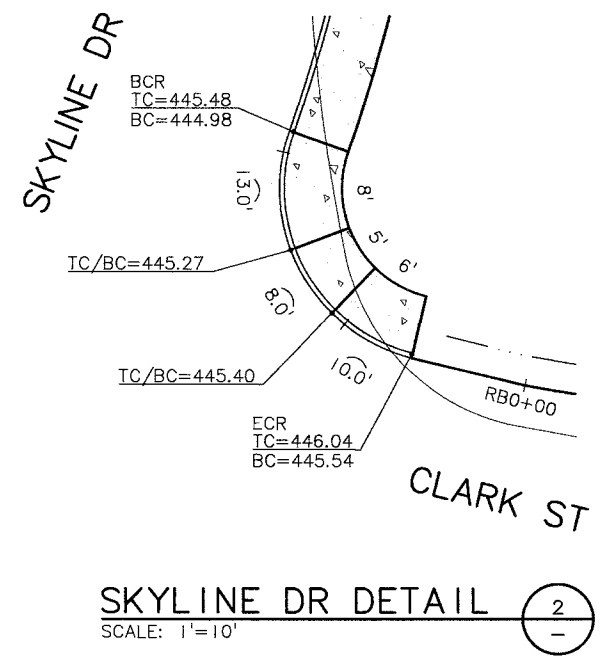 SKYLINE DR
BCR
TC=445.48
BC=444.98
13.0'
8'
5'
6'
TC/BC=445.27
8.0'
TC/BC=445.40
10.0'
RB0+00
ECR
TC=446.04
BC=445.54
CLARK ST
SKYLINE DR DETAIL
2
–
SCALE: 1'=10'